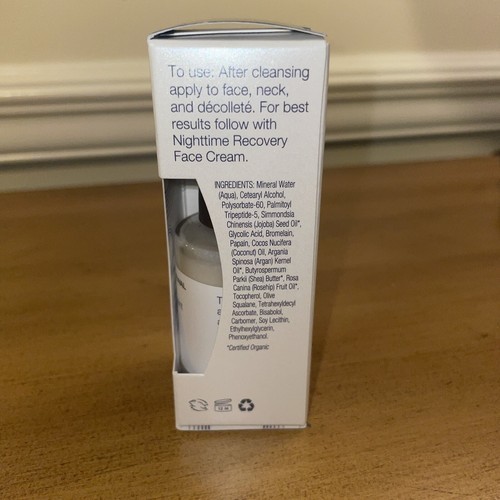 To use: After cleansing
apply to face, neck,
and décolleté. For best
results follow with
Nighttime Recovery
Face Cream.
INGREDIENTS: Mineral Water
(Aqua), Cetearyl Alcohol,
Polysorbate-60, Palmitoyl
Tripeptide-5, Simmondsia
Chinensis (Jojoba) Seed Oil*,
Glycolic Acid, Bromelain,
Papain, Cocos Nucifera
(Coconut) Oil, Argania
Spinosa (Argan) Kernel
Oil*, Butyrospermum
Parkii (Shea) Butter*, Rosa
Canina (Rosehip) Fruit Oil*,
Tocopherol, Olive
Squalane, Tetrahexyldecyl
Ascorbate, Bisabolol,
Carbomer, Soy Lecithin,
Ethylhexylglycerin,
Phenoxyethanol.
*Certified Organic